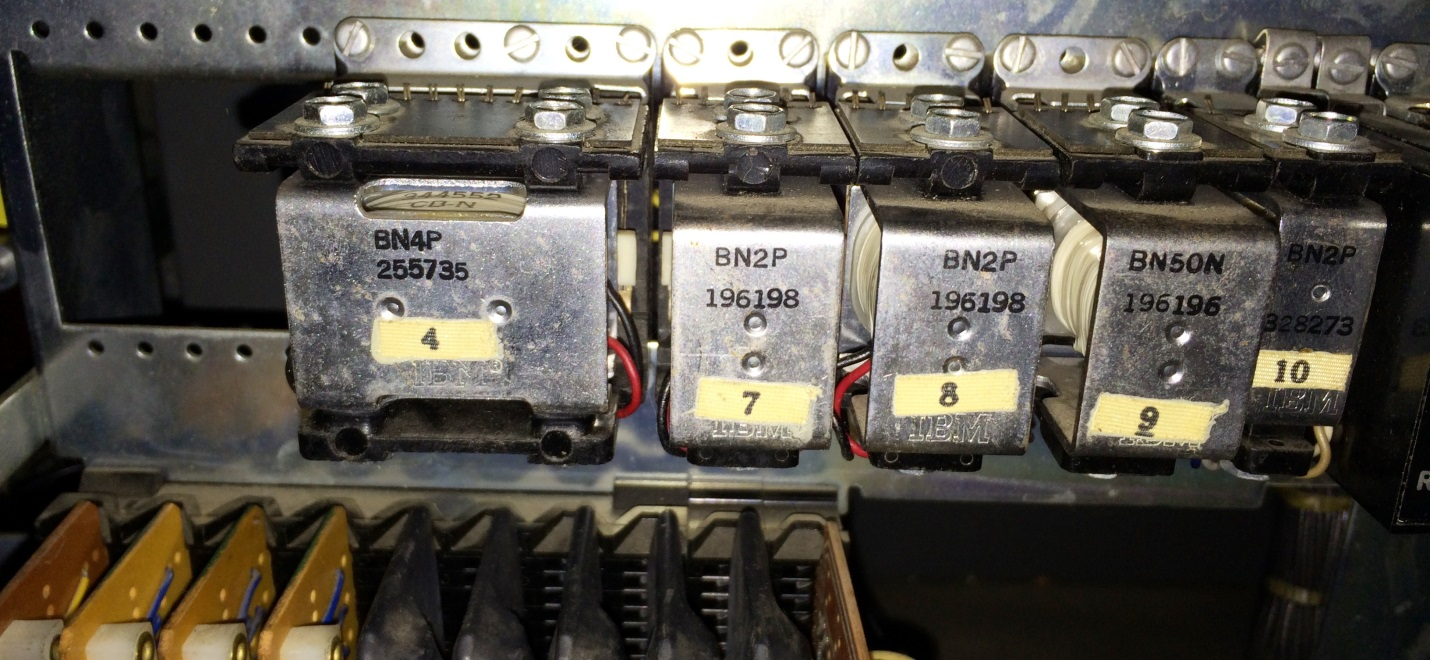 CB-N
BN4P
255735
4
IBM
BN2P
196198
7
IBM
BN2P
196198
8
IBM
BN50N
196196
9
BN2P
328273
10
IBM
R